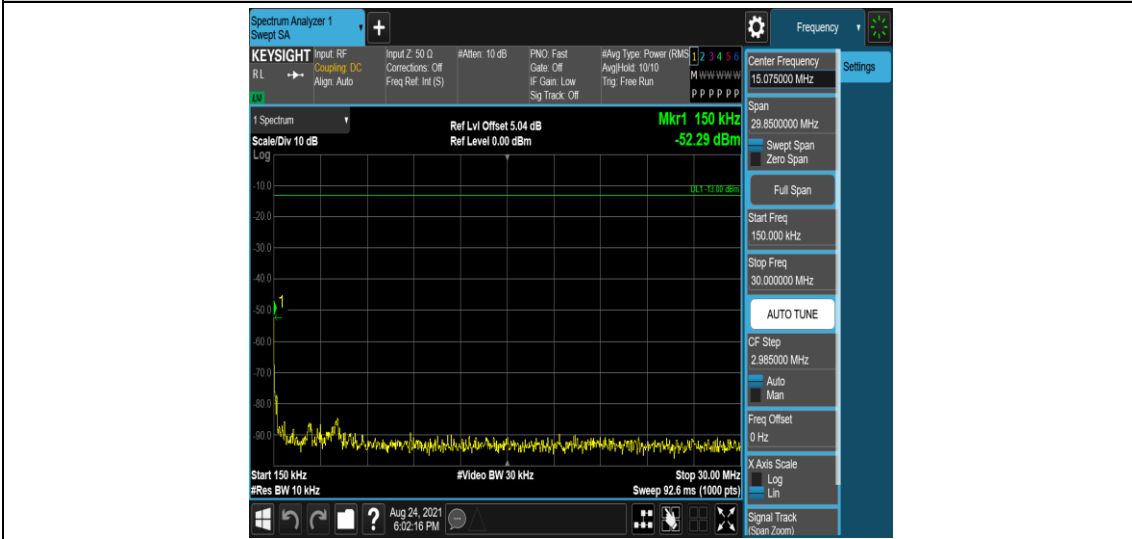 Spectrum Analyzer 1
Swept SA
+
Frequency
KEYSIGHT
RL
LM
Input: RF
Coupling: DC
Align: Auto
Input Z: 50 Ω
Corrections: Off
Freq Ref: Int (S)
#Atten: 10 dB
PNO: Fast
Gate: Off
IF Gain: Low
Sig Track: Off
#Avg Type: Power (RMS
Avg|Hold: 10/10
Trig: Free Run
1 2 3 4 5 6
M W W W W W
P P P P P P
1 Spectrum
Scale/Div 10 dB
Log
Ref Lvl Offset 5.04 dB
Ref Level 0.00 dBm
Mkr1 150 kHz
-52.29 dBm
DL1 -13.00 dBm
-10.0
-20.0
-30.0
-40.0
-50.0
-60.0
-70.0
-80.0
-90.0
1
Start 150 kHz
#Res BW 10 kHz
#Video BW 30 kHz
Stop 30.00 MHz
Sweep 92.6 ms (1000 pts)
?
Aug 24, 2021
6:02:16 PM
Center Frequency
15.075000 MHz
Span
29.8500000 MHz
Swept Span
Zero Span
Full Span
Start Freq
150.000 kHz
Stop Freq
30.000000 MHz
AUTO TUNE
CF Step
2.985000 MHz
Auto
Man
Freq Offset
0 Hz
X Axis Scale
Log
Lin
Signal Track
(Span Zoom)
Settings